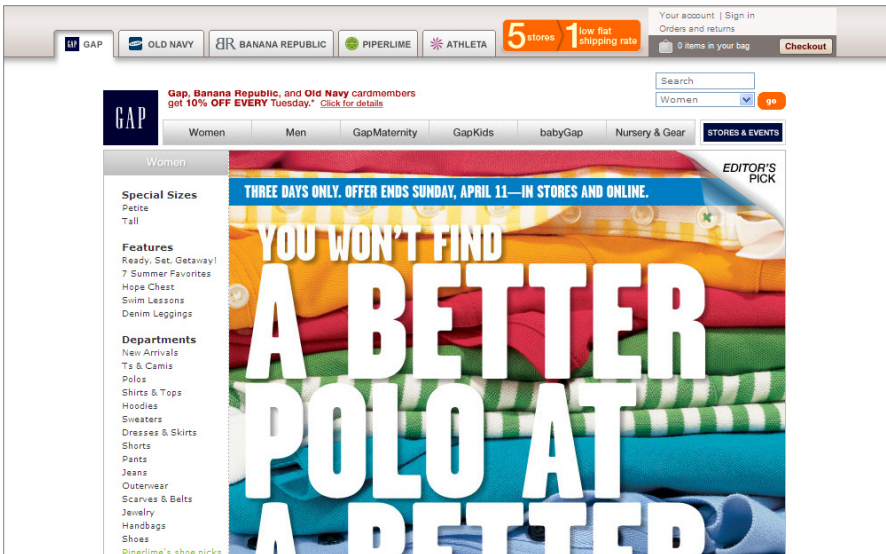 GAP
GAP
OLD NAVY
BR BANANA REPUBLIC
PIPERLIME
ATHLETA
5 stores 1 low flat
shipping rate
Your account | Sign in
Orders and returns
0 items in your bag
Checkout
Gap, Banana Republic, and Old Navy cardmembers
get 10% OFF EVERY Tuesday.* Click for details
Search
Women
go
GAP
Women
Men
GapMaternity
GapKids
babyGap
Nursery & Gear
STORES & EVENTS
Women
Special Sizes
Petite
Tall
Features
Ready, Set, Getaway!
7 Summer Favorites
Hope Chest
Swim Lessons
Denim Leggings
Departments
New Arrivals
Ts & Camis
Polos
Shirts & Tops
Hoodies
Sweaters
Dresses & Skirts
Shorts
Pants
Jeans
Outerwear
Scarves & Belts
Jewelry
Handbags
Shoes
Piperlime's shoe picks
EDITOR'S
PICK
THREE DAYS ONLY. OFFER ENDS SUNDAY, APRIL 11—IN STORES AND ONLINE.
YOU WON'T FIND
A BETTER
POLO AT
A BETTER